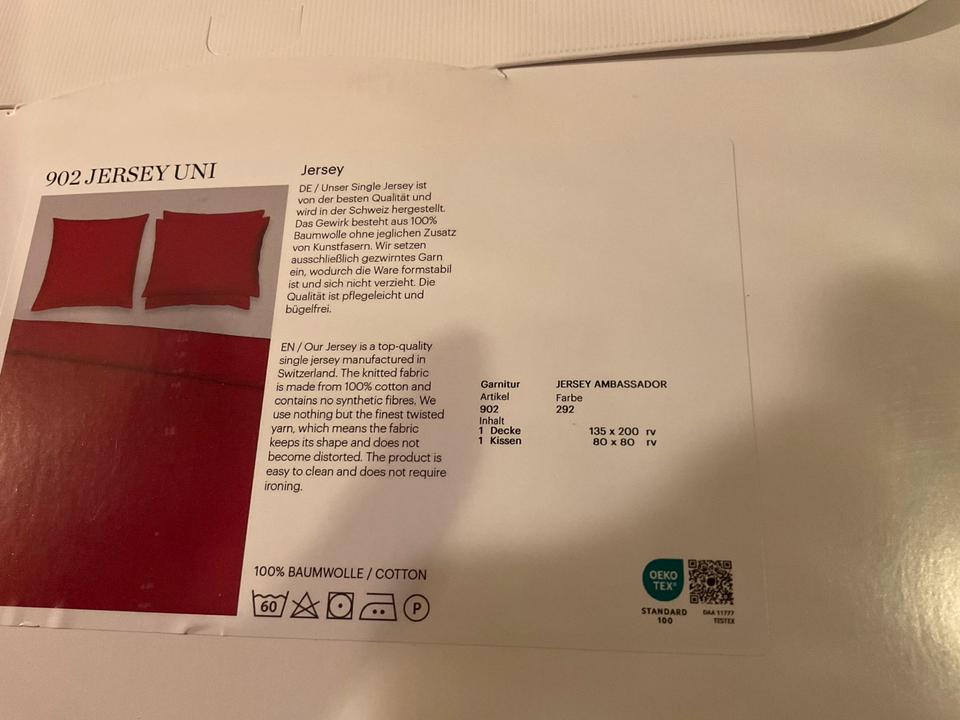 902 JERSEY UNI
Jersey
DE / Unser Single Jersey ist
von der besten Qualität und
wird in der Schweiz hergestellt.
Das Gewirk besteht aus 100%
Baumwolle ohne jeglichen Zusatz
von Kunstfasern. Wir setzen
ausschließlich gezwirntes Garn
ein, wodurch die Ware formstabil
ist und sich nicht verzieht. Die
Qualität ist pflegeleicht und
bügelfrei.
EN / Our Jersey is a top-quality
single jersey manufactured in
Switzerland. The knitted fabric
is made from 100% cotton and
contains no synthetic fibres. We
use nothing but the finest twisted
yarn, which means the fabric
keeps its shape and does not
become distorted. The product is
easy to clean and does not require
ironing.
Garnitur JERSEY AMBASSADOR
Artikel Farbe
902 292
Inhalt
1 Decke 135 x 200 rv
1 Kissen 80 x 80 rv
100% BAUMWOLLE / COTTON
60 P
OEKO
TEX®
STANDARD
100
DAA 11777
TESTEX